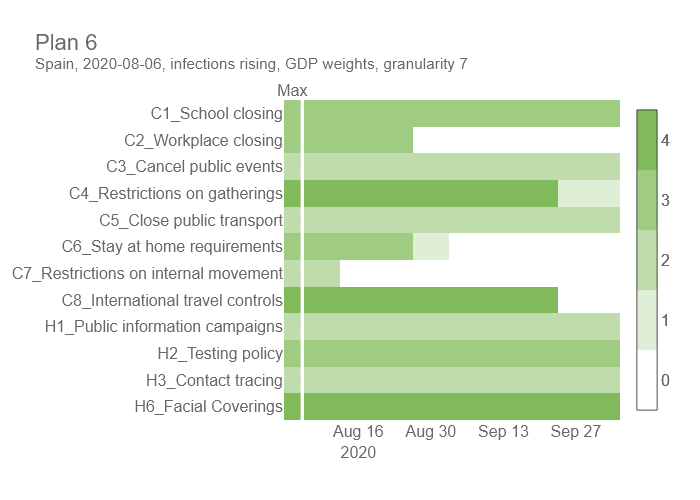 Plan 6
Spain, 2020-08-06, infections rising, GDP weights, granularity 7
Max
C1_School closing
C2_Workplace closing
C3_Cancel public events
C4_Restrictions on gatherings
C5_Close public transport
C6_Stay at home requirements
C7_Restrictions on internal movement
C8_International travel controls
H1_Public information campaigns
H2_Testing policy
H3_Contact tracing
H6_Facial Coverings
Aug 16 Aug 30 Sep 13 Sep 27
2020
4
3
2
1
0